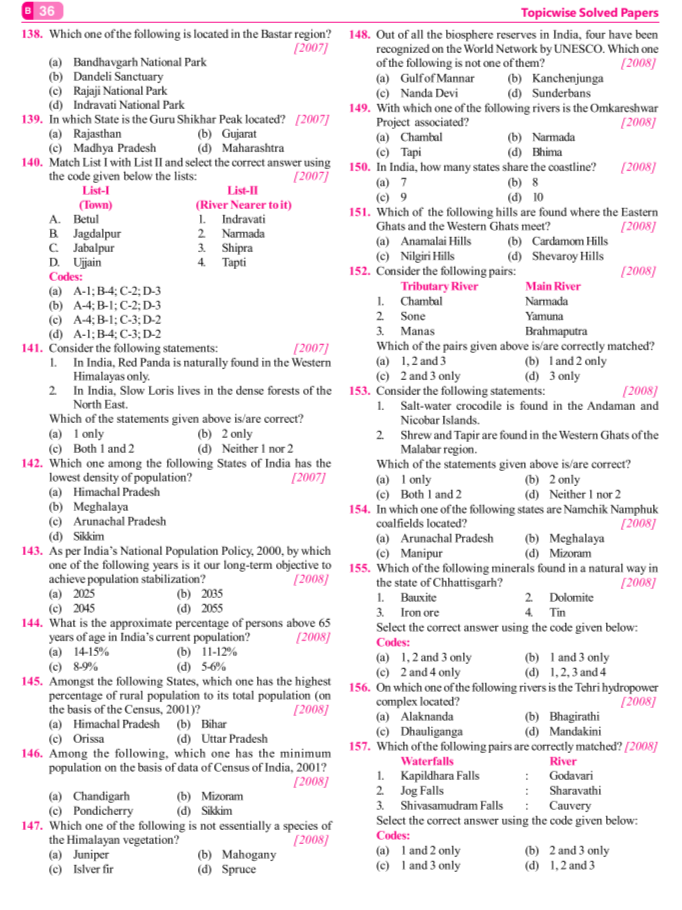 B 36
Topicwise Solved Papers
138. Which one of the following is located in the Bastar region?
[2007]
(a) Bandhavgarh National Park
(b) Dandeli Sanctuary
(c) Rajaji National Park
(d) Indravati National Park
139. In which State is the Guru Shikhar Peak located? [2007]
(a) Rajasthan (b) Gujarat
(c) Madhya Pradesh (d) Maharashtra
140. Match List I with List II and select the correct answer using
the code given below the lists: [2007]
List-I List-II
(Town) (River Nearer to it)
A. Betul 1. Indravati
B. Jagdalpur 2. Narmada
C. Jabalpur 3. Shipra
D. Ujjain 4. Tapti
Codes:
(a) A-1; B-4; C-2; D-3
(b) A-4; B-1; C-2; D-3
(c) A-4; B-1; C-3; D-2
(d) A-1; B-4; C-3; D-2
141. Consider the following statements: [2007]
1. In India, Red Panda is naturally found in the Western
Himalayas only.
2. In India, Slow Loris lives in the dense forests of the
North East.
Which of the statements given above is/are correct?
(a) 1 only (b) 2 only
(c) Both 1 and 2 (d) Neither 1 nor 2
142. Which one among the following States of India has the
lowest density of population? [2007]
(a) Himachal Pradesh
(b) Meghalaya
(c) Arunachal Pradesh
(d) Sikkim
143. As per India's National Population Policy, 2000, by which
one of the following years is it our long-term objective to
achieve population stabilization? [2008]
(a) 2025 (b) 2035
(c) 2045 (d) 2055
144. What is the approximate percentage of persons above 65
years of age in India's current population? [2008]
(a) 14-15% (b) 11-12%
(c) 8-9% (d) 5-6%
145. Amongst the following States, which one has the highest
percentage of rural population to its total population (on
the basis of the Census, 2001)? [2008]
(a) Himachal Pradesh (b) Bihar
(c) Orissa (d) Uttar Pradesh
146. Among the following, which one has the minimum
population on the basis of data of Census of India, 2001?
[2008]
(a) Chandigarh (b) Mizoram
(c) Pondicherry (d) Sikkim
147. Which one of the following is not essentially a species of
the Himalayan vegetation? [2008]
(a) Juniper (b) Mahogany
(c) Islver fir (d) Spruce
148. Out of all the biosphere reserves in India, four have been
recognized on the World Network by UNESCO. Which one
of the following is not one of them? [2008]
(a) Gulf of Mannar (b) Kanchenjunga
(c) Nanda Devi (d) Sunderbans
149. With which one of the following rivers is the Omkareshwar
Project associated? [2008]
(a) Chambal (b) Narmada
(c) Tapi (d) Bhima
150. In India, how many states share the coastline? [2008]
(a) 7 (b) 8
(c) 9 (d) 10
151. Which of the following hills are found where the Eastern
Ghats and the Western Ghats meet? [2008]
(a) Anamalai Hills (b) Cardamom Hills
(c) Nilgiri Hills (d) Shevaroy Hills
152. Consider the following pairs: [2008]
Tributary River Main River
1. Chambal Narmada
2. Sone Yamuna
3. Manas Brahmaputra
Which of the pairs given above is/are correctly matched?
(a) 1, 2 and 3 (b) 1 and 2 only
(c) 2 and 3 only (d) 3 only
153. Consider the following statements: [2008]
1. Salt-water crocodile is found in the Andaman and
Nicobar Islands.
2. Shrew and Tapir are found in the Western Ghats of the
Malabar region.
Which of the statements given above is/are correct?
(a) 1 only (b) 2 only
(c) Both 1 and 2 (d) Neither 1 nor 2
154. In which one of the following states are Namchik Namphuk
coalfields located? [2008]
(a) Arunachal Pradesh (b) Meghalaya
(c) Manipur (d) Mizoram
155. Which of the following minerals found in a natural way in
the state of Chhattisgarh? [2008]
1. Bauxite 2. Dolomite
3. Iron ore 4. Tin
Select the correct answer using the code given below:
Codes:
(a) 1, 2 and 3 only (b) 1 and 3 only
(c) 2 and 4 only (d) 1, 2, 3 and 4
156. On which one of the following rivers is the Tehri hydropower
complex located? [2008]
(a) Alaknanda (b) Bhagirathi
(c) Dhauliganga (d) Mandakini
157. Which of the following pairs are correctly matched? [2008]
Waterfalls River
1. Kapildhara Falls : Godavari
2. Jog Falls : Sharavathi
3. Shivasamudram Falls : Cauvery
Select the correct answer using the code given below:
Codes:
(a) 1 and 2 only (b) 2 and 3 only
(c) 1 and 3 only (d) 1, 2 and 3